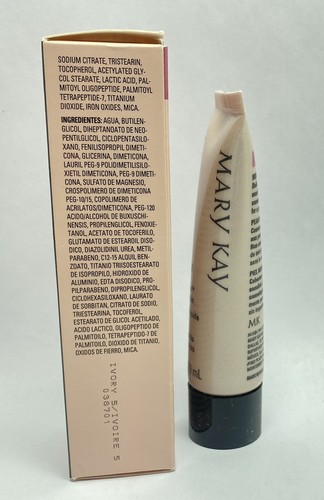 SODIUM CITRATE, TRISTEARIN,
TOCOPHEROL, ACETYLATED GLY-
COL STEARATE, LACTIC ACID, PAL-
MITOYL OLIGOPEPTIDE, PALMITOYL
TETRAPEPTIDE-7, TITANIUM
DIOXIDE, IRON OXIDES, MICA.
INGREDIENTES: AGUA, BUTILEN-
GLICOL, DIHEPTANOATO DE NEO-
PENTILGLICOL, CICLOPENTASILO-
XANO, FENILISOPROPIL DIMETI-
CONA, GLICERINA, DIMETICONA,
LAURIL PEG-9 POLIDIMETILSILO-
XIETIL DIMETICONA, PEG-9 DIMETI-
CONA, SULFATO DE MAGNESIO,
CROSPOLIMERO DE DIMETICONA
PEG-10/15, COPOLIMERO DE
ACRILATOS/DIMETICONA, PEG-120
ACIDO/ALCOHOL DE BUXUSCHI-
NENSIS, PROPILENGLICOL, FENOXIE-
TANOL, ACETATO DE TOCOFERILO,
GLUTAMATO DE ESTEAROIL DISO-
DICO, DIAZOLIDINIL UREA, METIL-
PARABENO, C12-15 ALQUIL BEN-
ZOATO, TITANIO TRIISOESTEARATO
DE ISOPROPILO, HIDROXIDO DE
ALUMINIO, EDTA DISODICO, PRO-
PILPARABENO, DIPROPILENGLICOL,
CICLOHEXASILOXANO, LAURATO
DE SORBITAN, CITRATO DE SODIO,
TRIESTEARINA, TOCOFEROL,
ESTEARATO DE GLICOL ACETILADO,
ACIDO LACTICO, OLIGOPEPTIDO DE
PALMITOILO, TETRAPEPTIDO-7 DE
PALMITOILO, DIOXIDO DE TITANIO,
OXIDOS DE FIERRO, MICA.
IVORY 5/IVOIRE 5
038701
MARY KAY
MK
mL